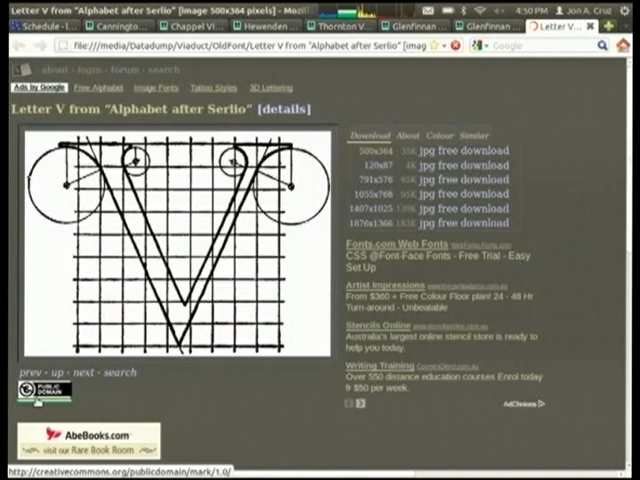 Letter V from "Alphabet after Serlio" [image 500x364 pixels] - Mozil
4:50 PM Jon A. Cruz
Schedule - l
Canningto
Chappel Vi
Hewenden
Thornton V
Glenfinnan
Glenfinnan
Letter V...
file:///media/Datadump/Viaduct/OldFont/Letter V from "Alphabet after Serlio" [imag
Google
- about - login - forum - search
Ads by Google Free Alphabet Image Fonts Tattoo Styles 3D Lettering
Letter V from "Alphabet after Serlio" [details]
Download About Colour Similar
500x364 35K jpg free download
120x87 4K jpg free download
791x576 65K jpg free download
1055x768 95K jpg free download
1407x1025 139K jpg free download
1876x1366 183K jpg free download
Fonts.com Web Fonts
CSS @Font-Face Fonts - Free Trial - Easy
Set Up
Artist Impressions
From $360 + Free Colour Floor plan! 24 - 48 Hr
Turn-around - Unbeatable
Stencils Online
Australia's largest online stencil store is ready to
help you today.
Writing Training
Over 550 distance education courses Enrol today
fr $50 per week.
AdChoices
prev - up - next - search
PUBLIC
DOMAIN
AbeBooks.com
visit our Rare Book Room
http://creativecommons.org/publicdomain/mark/1.0/